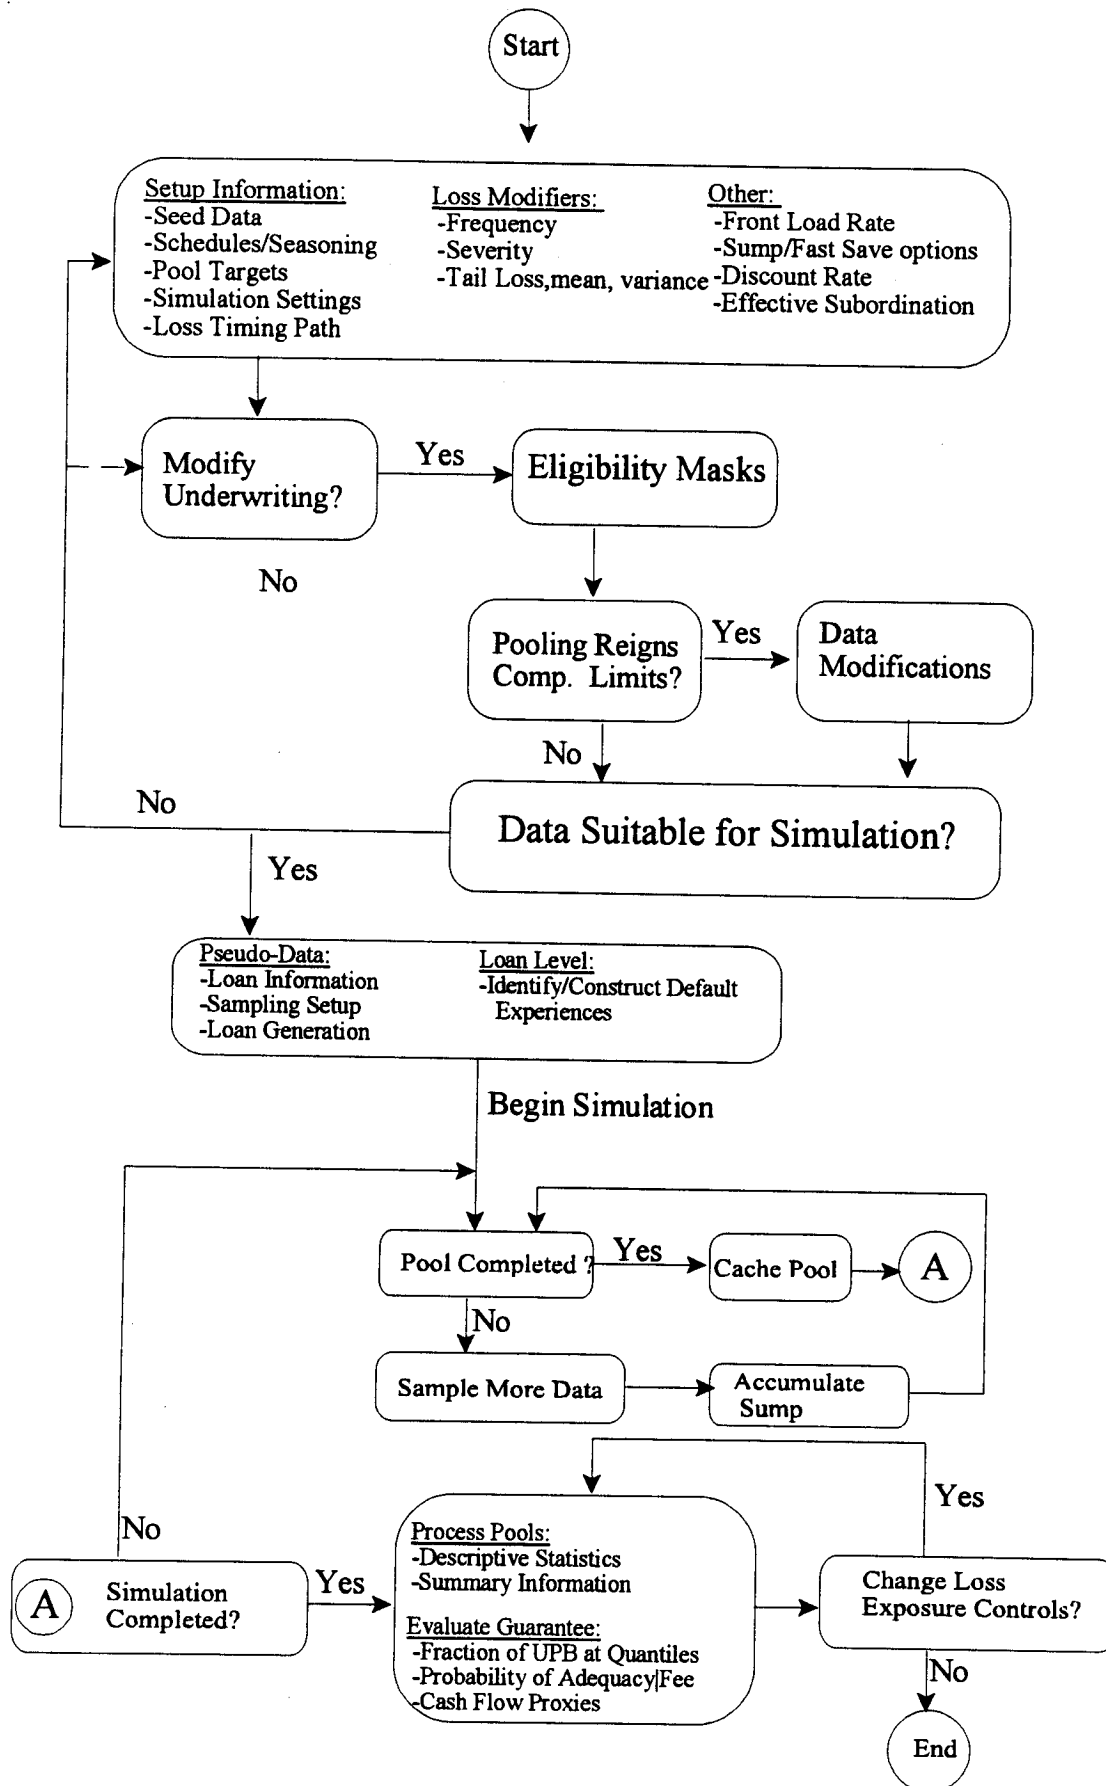 Start
Setup Information:
-Seed Data
-Schedules/Seasoning
-Pool Targets
-Simulation Settings
-Loss Timing Path
Loss Modifiers:
-Frequency
-Severity
-Tail Loss,mean, variance
Other:
-Front Load Rate
-Sump/Fast Save options
-Discount Rate
-Effective Subordination
Modify
Underwriting?
Yes
Eligibility Masks
No
Pooling Reigns
Comp. Limits?
Yes
Data
Modifications
No
No
Data Suitable for Simulation?
Yes
Pseudo-Data:
-Loan Information
-Sampling Setup
-Loan Generation
Loan Level:
-Identify/Construct Default
Experiences
Begin Simulation
Pool Completed ?
Yes
Cache Pool
A
No
Sample More Data
Accumulate
Sump
Yes
No
A
Simulation
Completed?
Yes
Process Pools:
-Descriptive Statistics
-Summary Information
Evaluate Guarantee:
-Fraction of UPB at Quantiles
-Probability of Adequacy|Fee
-Cash Flow Proxies
Change Loss
Exposure Controls?
No
End